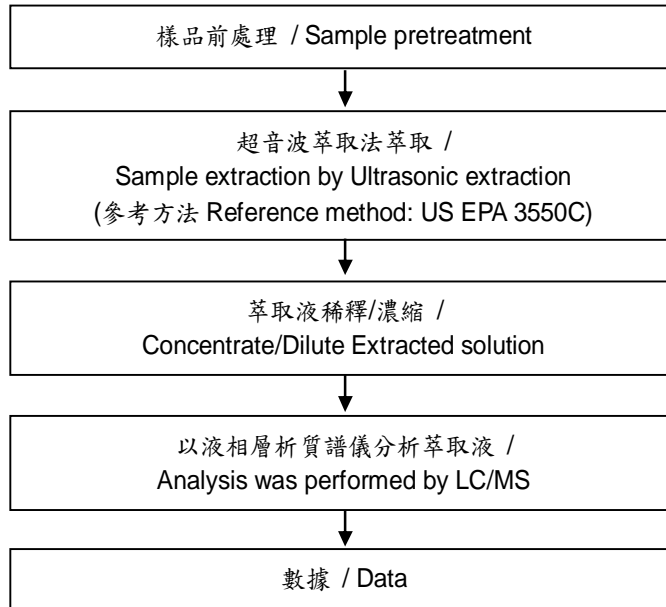 樣品前處理 / Sample pretreatment
超音波萃取法萃取 /
Sample extraction by Ultrasonic extraction
(參考方法 Reference method: US EPA 3550C)
萃取液稀釋/濃縮 /
Concentrate/Dilute Extracted solution
以液相層析質譜儀分析萃取液 /
Analysis was performed by LC/MS
數據 / Data